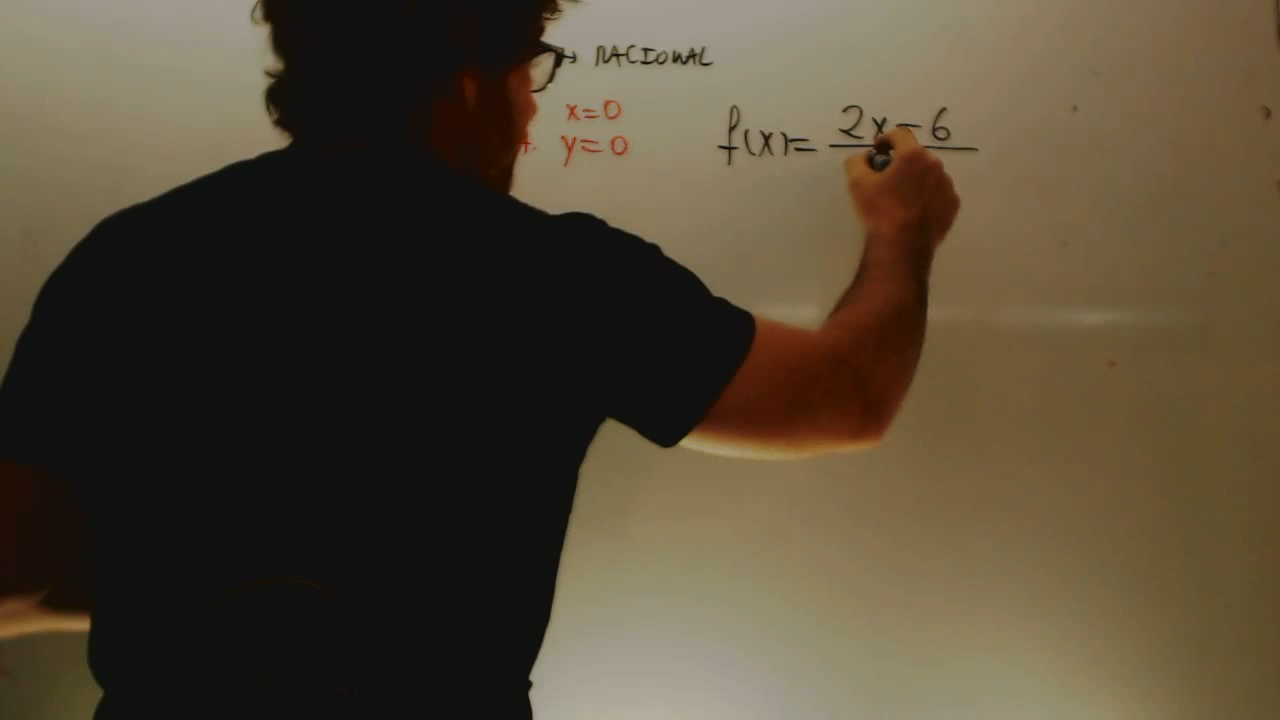 RACIONAL
x=0
y=0
f(x)= 2x-6